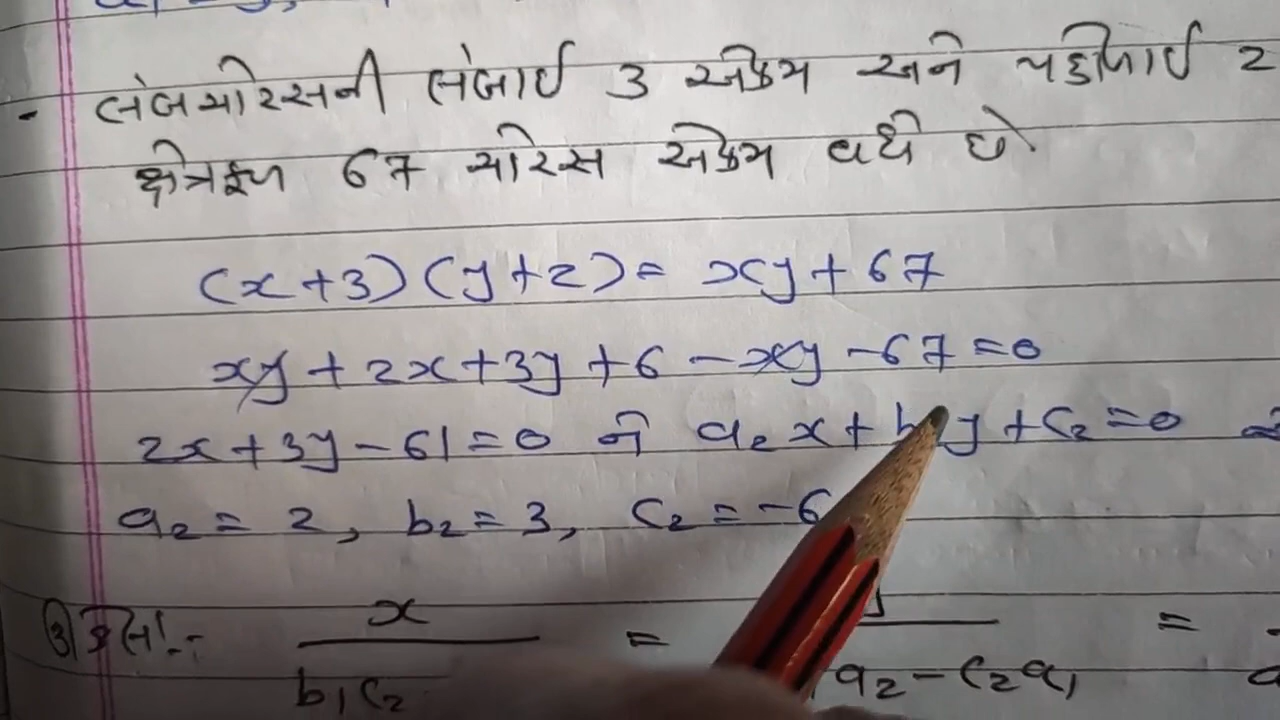 - લંબચોરસની લંબાઈ 3 એકમ અને પહોળાઈ 2
ક્ષેત્રફળ 67 ચોરસ એકમ વધે છે.
(x+3)(y+2)= xy+67
xy+2x+3y+6-xy-67=0
2x+3y-61=0 ને a₂x+b y+c₂=0
a₂=2, b₂=3, c₂=-6
x = y =
b₁c₂ a₂-c₂a₁